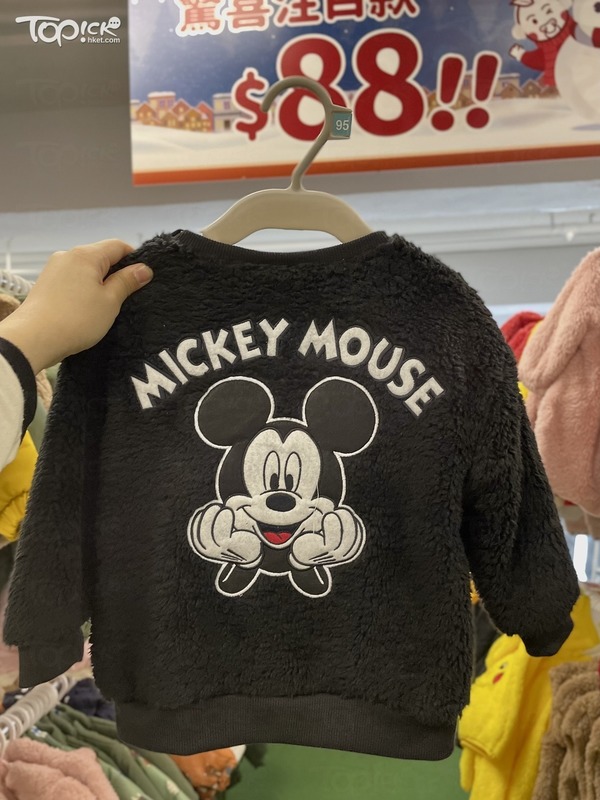 TOPICK
hket.com
驚喜注目款
$88!!
95
MICKEY MOUSE